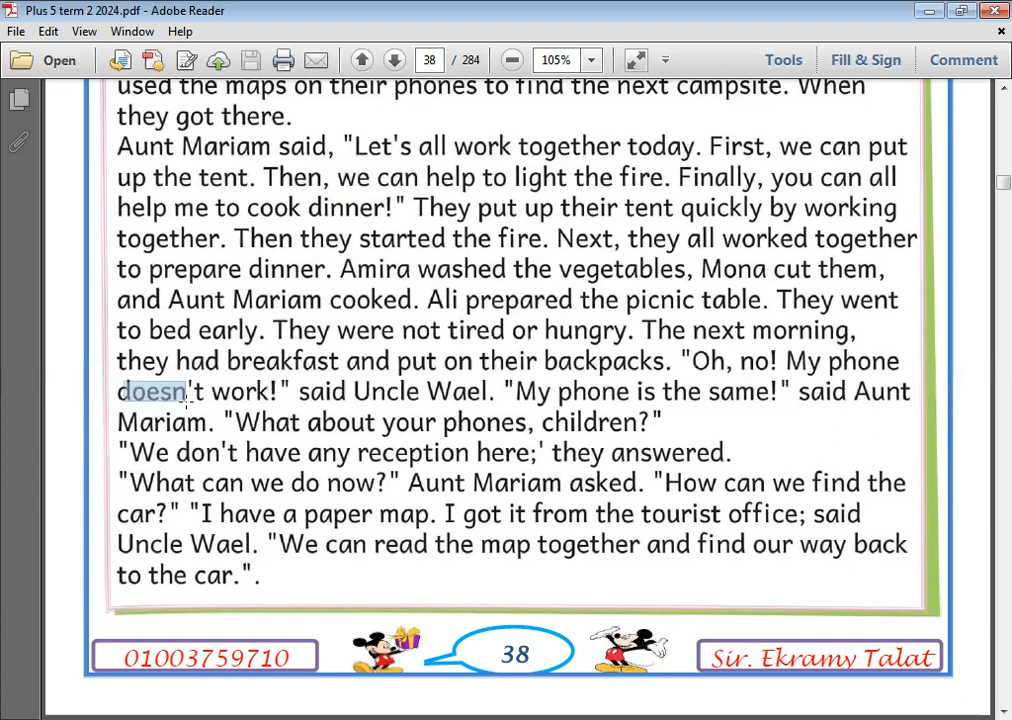 Plus 5 term 2 2024.pdf - Adobe Reader
File Edit View Window Help
Open 38 / 284 105% Tools Fill & Sign Comment
used the maps on their phones to find the next campsite. When
they got there.
Aunt Mariam said, "Let's all work together today. First, we can put
up the tent. Then, we can help to light the fire. Finally, you can all
help me to cook dinner!" They put up their tent quickly by working
together. Then they started the fire. Next, they all worked together
to prepare dinner. Amira washed the vegetables, Mona cut them,
and Aunt Mariam cooked. Ali prepared the picnic table. They went
to bed early. They were not tired or hungry. The next morning,
they had breakfast and put on their backpacks. "Oh, no! My phone
doesn't work!" said Uncle Wael. "My phone is the same!" said Aunt
Mariam. "What about your phones, children?"
"We don't have any reception here;' they answered.
"What can we do now?" Aunt Mariam asked. "How can we find the
car?" "I have a paper map. I got it from the tourist office; said
Uncle Wael. "We can read the map together and find our way back
to the car.".
01003759710 38 Sir. Ekramy Talat